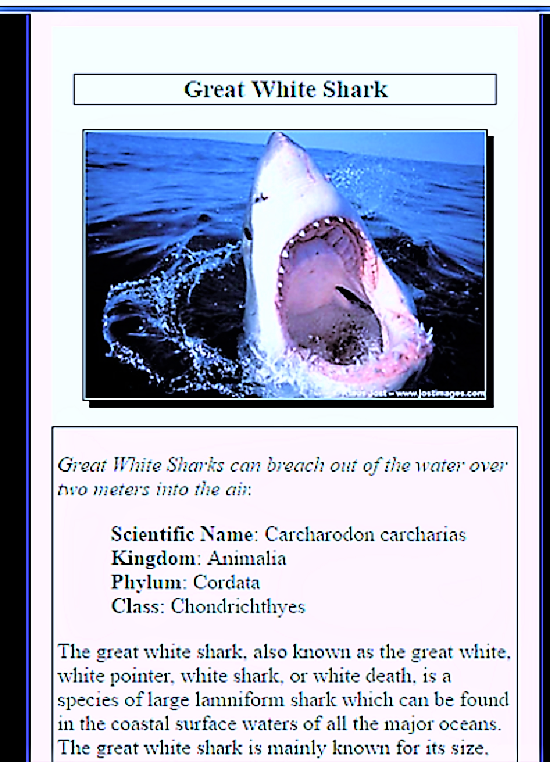 Great White Shark
– www.jostimages.com
Great White Sharks can breach out of the water over
two meters into the air.
Scientific Name: Carcharodon carcharias
Kingdom: Animalia
Phylum: Cordata
Class: Chondrichthyes
The great white shark, also known as the great white,
white pointer, white shark, or white death, is a
species of large lamniform shark which can be found
in the coastal surface waters of all the major oceans.
The great white shark is mainly known for its size,